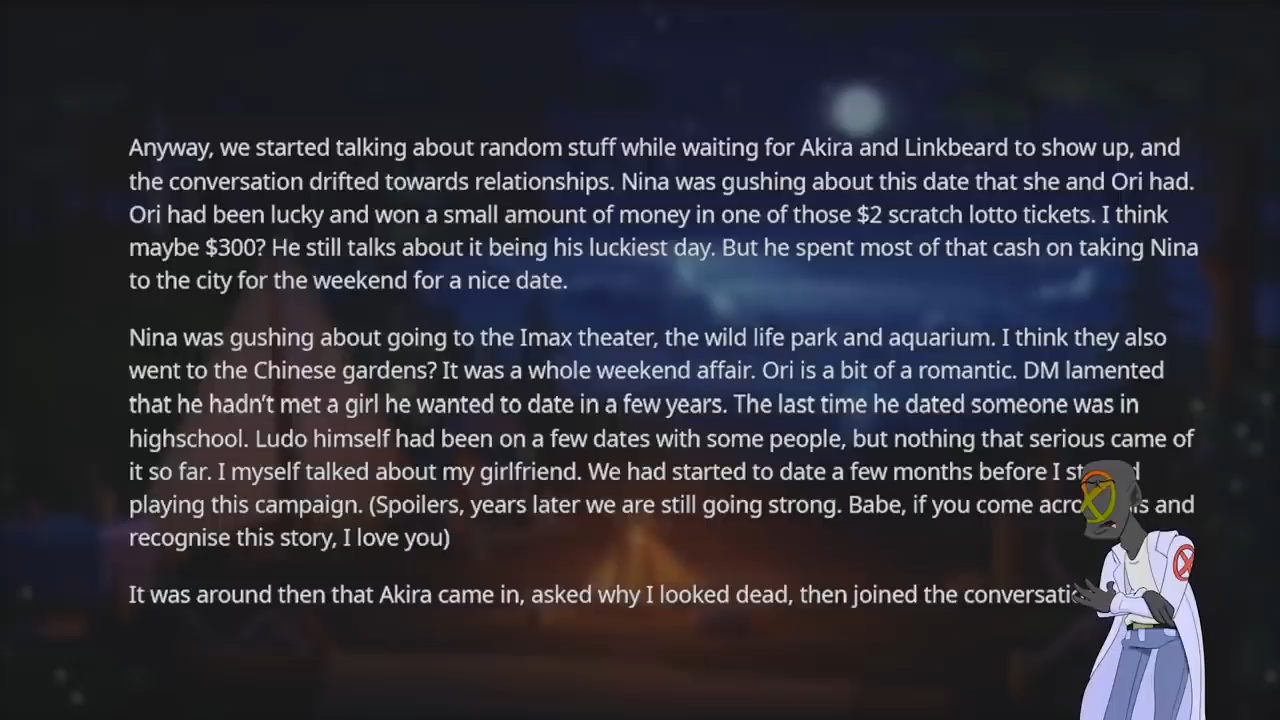 Anyway, we started talking about random stuff while waiting for Akira and Linkbeard to show up, and
the conversation drifted towards relationships. Nina was gushing about this date that she and Ori had.
Ori had been lucky and won a small amount of money in one of those $2 scratch lotto tickets. I think
maybe $300? He still talks about it being his luckiest day. But he spent most of that cash on taking Nina
to the city for the weekend for a nice date.
Nina was gushing about going to the Imax theater, the wild life park and aquarium. I think they also
went to the Chinese gardens? It was a whole weekend affair. Ori is a bit of a romantic. DM lamented
that he hadn't met a girl he wanted to date in a few years. The last time he dated someone was in
highschool. Ludo himself had been on a few dates with some people, but nothing that serious came of
it so far. I myself talked about my girlfriend. We had started to date a few months before I
playing this campaign. (Spoilers, years later we are still going strong. Babe, if you come and
recognise this story, I love you)
It was around then that Akira came in, asked why I looked dead, then joined the